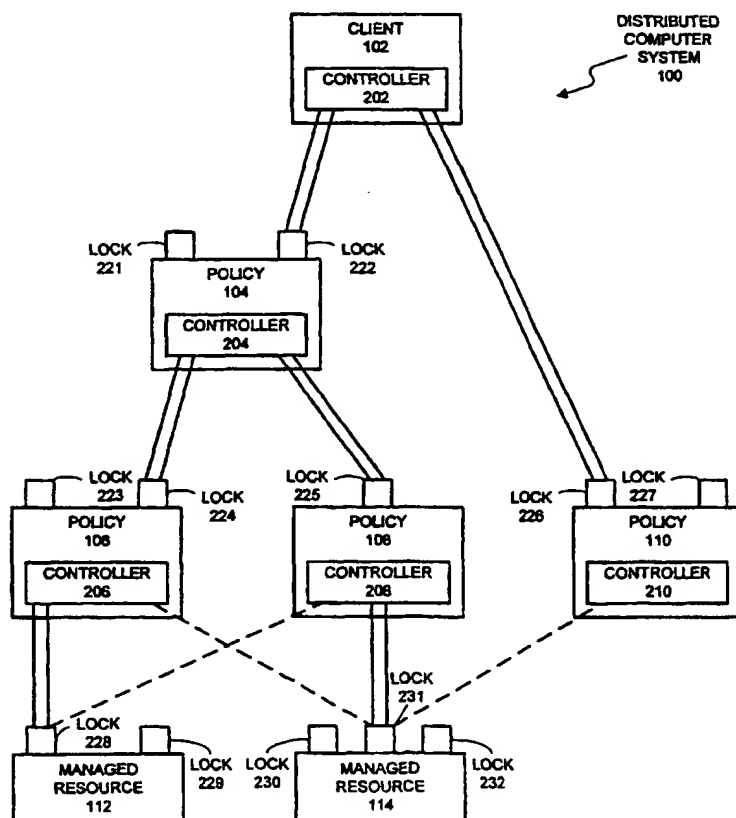 CLIENT
102
CONTROLLER
202
DISTRIBUTED
COMPUTER
SYSTEM
100
LOCK
221
LOCK
222
POLICY
104
CONTROLLER
204
LOCK
223
LOCK
224
LOCK
225
LOCK
226
LOCK
227
POLICY
106
POLICY
108
POLICY
110
CONTROLLER
206
CONTROLLER
208
CONTROLLER
210
LOCK
228
LOCK
229
LOCK
230
LOCK
231
LOCK
232
MANAGED
RESOURCE
112
MANAGED
RESOURCE
114